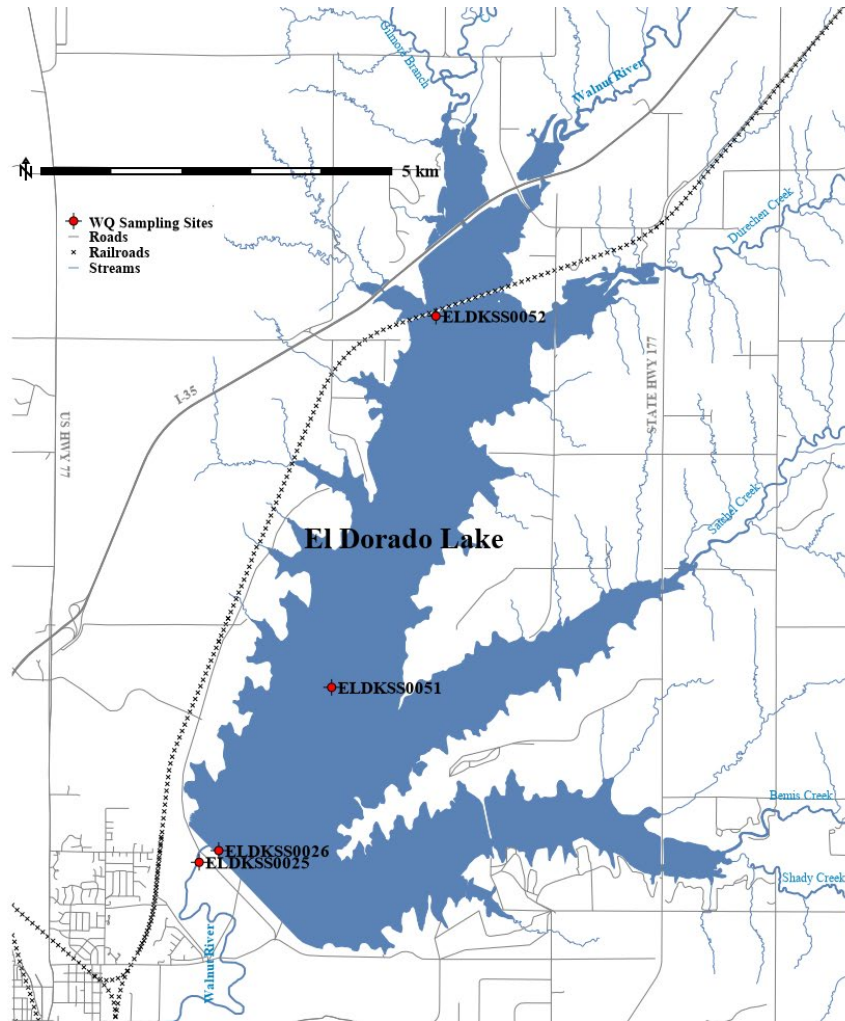 Gilmore Branch
Walnut River
N
5 km
WQ Sampling Sites
Roads
Railroads
Streams
Durechen Creek
ELDKSS0052
I-35
US HWY 77
STATE HWY 177
Satchel Creek
El Dorado Lake
ELDKSS0051
Bemis Creek
ELDKSS0026
ELDKSS0025
Shady Creek
Walnut River